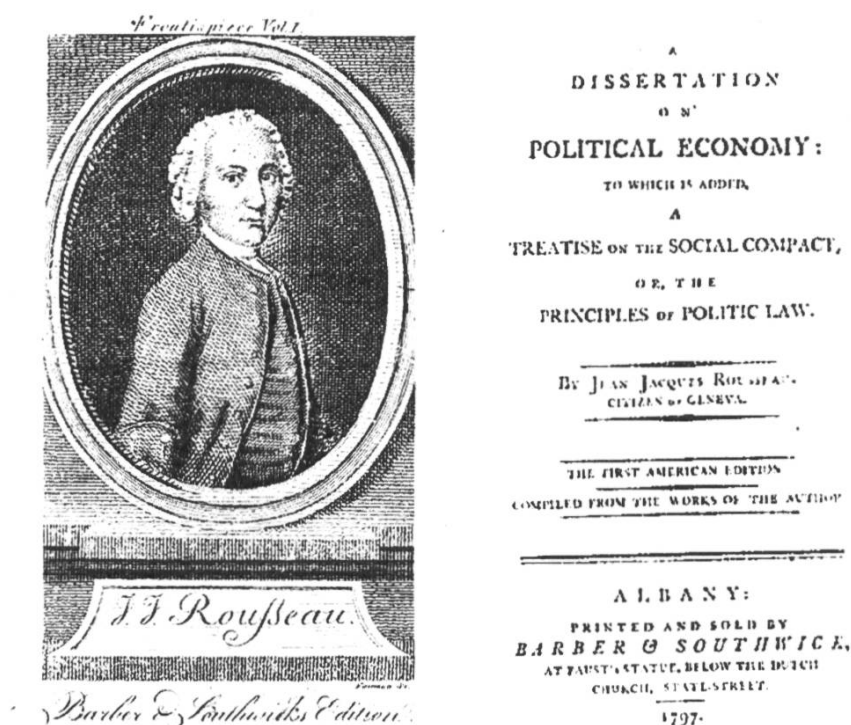 Frontispiece Vol I.
J. J. Rouſseau.
Barber & Southwicks Edition.
A
DISSERTATION
ON
POLITICAL ECONOMY:
TO WHICH IS ADDED,
A
TREATISE ON THE SOCIAL COMPACT,
OR, THE
PRINCIPLES OF POLITIC LAW.
BY JEAN JACQUES ROUSSEAU,
CITIZEN OF GENEVA.
THE FIRST AMERICAN EDITION
COMPILED FROM THE WORKS OF THE AUTHOR
ALBANY:
PRINTED AND SOLD BY
BARBER & SOUTHWICK,
AT FAUST'S STATUE, BELOW THE DUTCH
CHURCH, STATE-STREET.
1797.